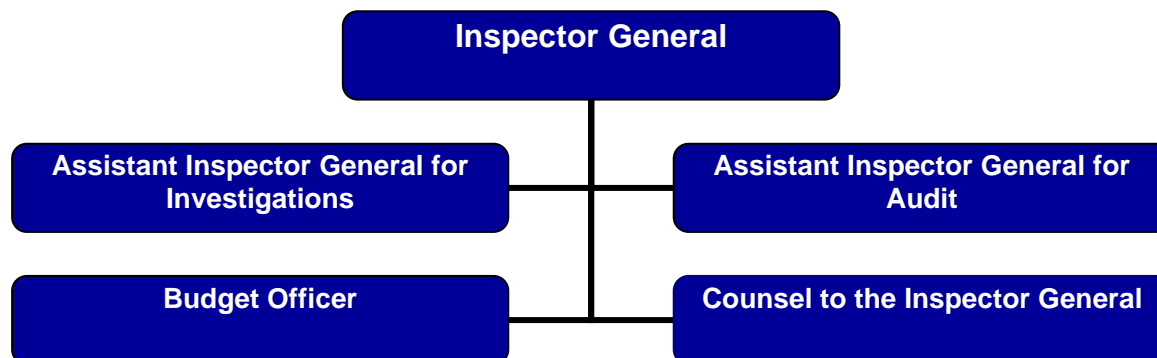 Inspector General
Assistant Inspector General for
Investigations
Assistant Inspector General for
Audit
Budget Officer
Counsel to the Inspector General